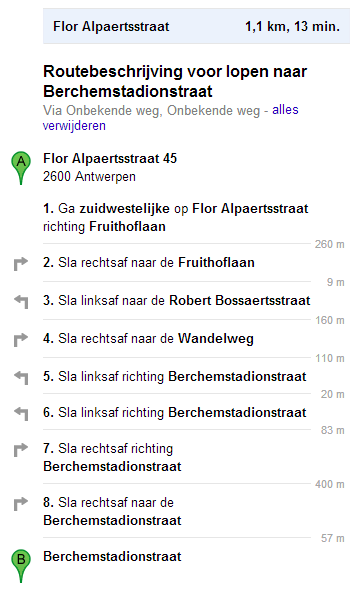 Flor Alpaertsstraat 1,1 km, 13 min.
Routebeschrijving voor lopen naar
Berchemstadionstraat
Via Onbekende weg, Onbekende weg - alles
verwijderen
A
Flor Alpaertsstraat 45
2600 Antwerpen
1. Ga zuidwestelijke op Flor Alpaertsstraat
richting Fruithoflaan
260 m
2. Sla rechtsaf naar de Fruithoflaan
9 m
3. Sla linksaf naar de Robert Bossaertsstraat
160 m
4. Sla rechtsaf naar de Wandelweg
110 m
5. Sla linksaf richting Berchemstadionstraat
20 m
6. Sla linksaf richting Berchemstadionstraat
83 m
7. Sla rechtsaf richting
Berchemstadionstraat
400 m
8. Sla rechtsaf naar de
Berchemstadionstraat
57 m
B
Berchemstadionstraat